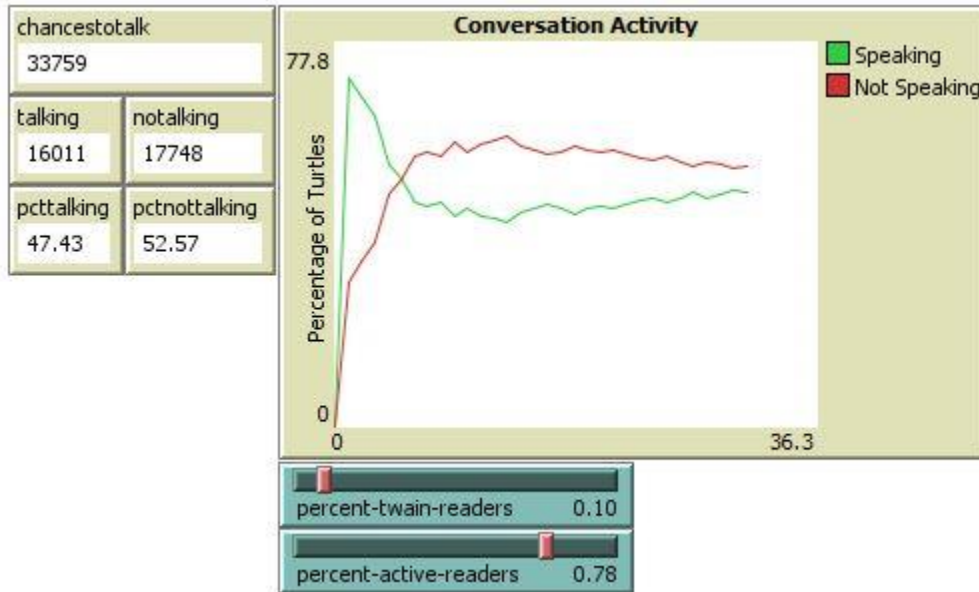 chancestotalk
33759
talking
notalking
16011
17748
pcttalking
pctnottalking
47.43
52.57
Conversation Activity
77.8
Percentage of Turtles
0
0
36.3
Speaking
Not Speaking
percent-twain-readers 0.10
percent-active-readers 0.78